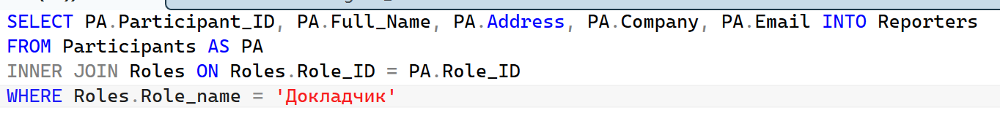 SELECT PA.Participant_ID, PA.Full_Name, PA.Address, PA.Company, PA.Email INTO Reporters
FROM Participants AS PA
INNER JOIN Roles ON Roles.Role_ID = PA.Role_ID
WHERE Roles.Role_name = 'Докладчик'